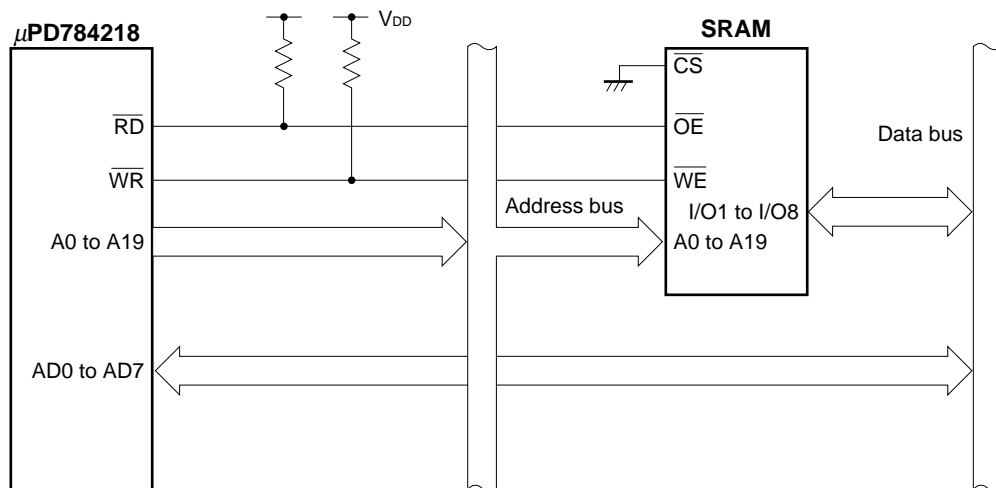 μPD784218
VDD
SRAM
CS
RD
OE
Data bus
WR
WE
Address bus
I/O1 to I/O8
A0 to A19
A0 to A19
AD0 to AD7